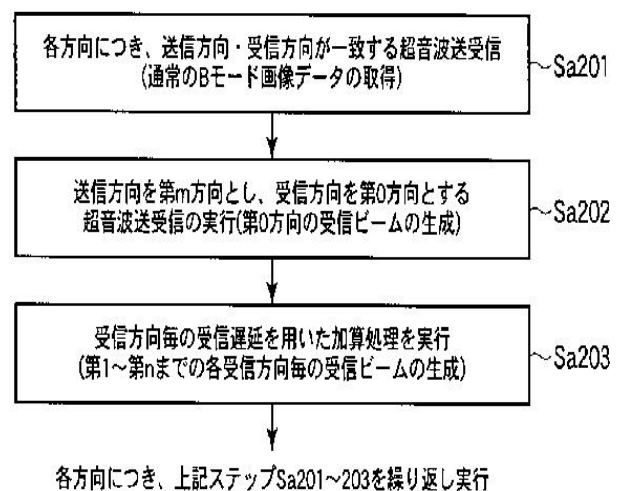 各方向につき、送信方向・受信方向が一致する超音波送受信
(通常のBモード画像データの取得)
Sa201
送信方向を第m方向とし、受信方向を第0方向とする
超音波送受信の実行(第0方向の受信ビームの生成)
Sa202
受信方向毎の受信遅延を用いた加算処理を実行
(第1〜第nまでの各受信方向毎の受信ビームの生成)
Sa203
各方向につき、上記ステップSa201〜203を繰り返し実行